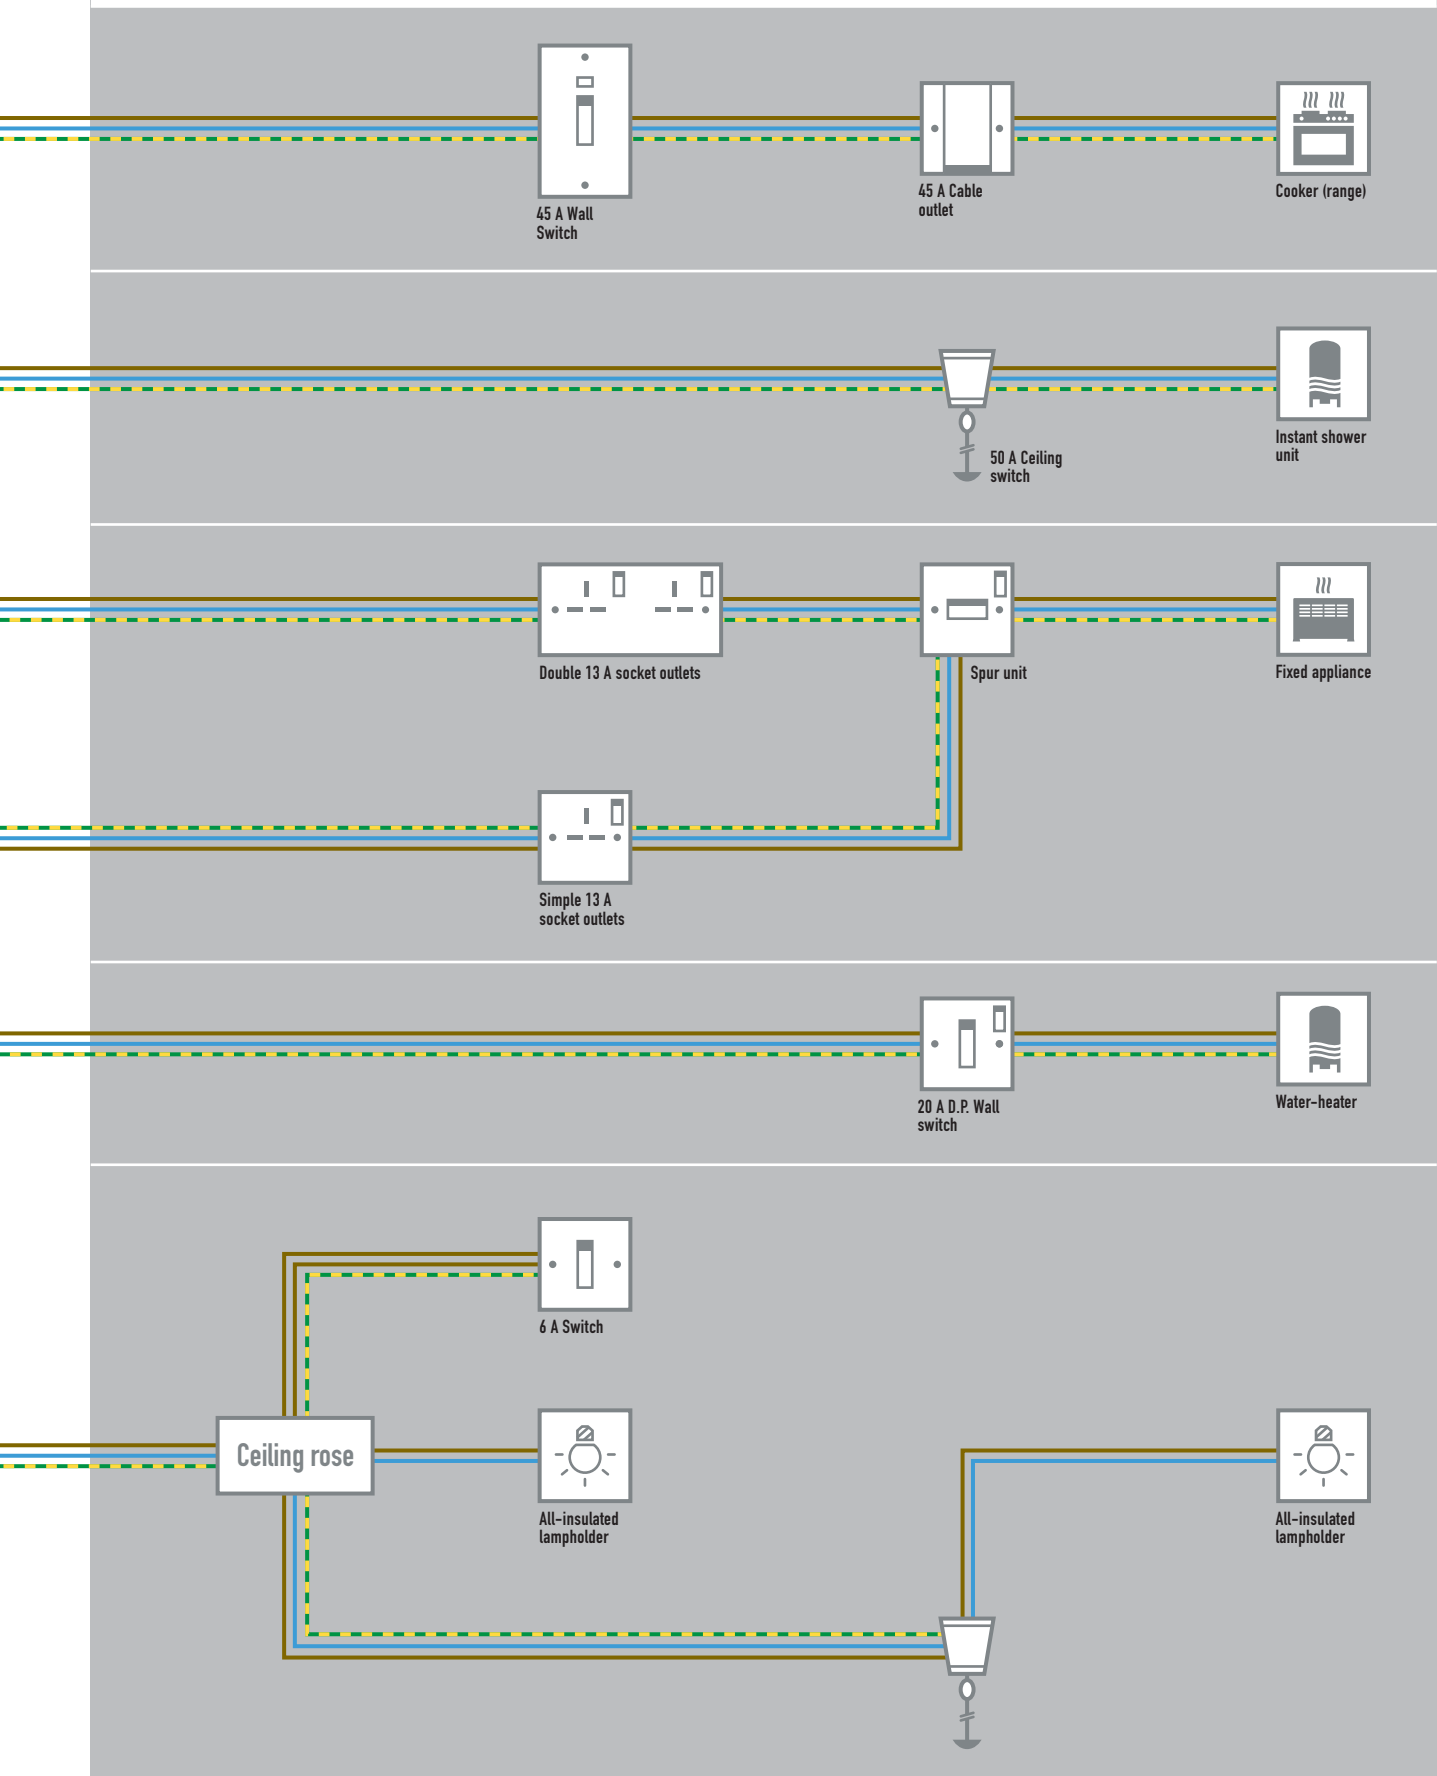 45 A Wall
Switch
45 A Cable
outlet
Cooker (range)
50 A Ceiling
switch
Instant shower
unit
Double 13 A socket outlets
Spur unit
Fixed appliance
Simple 13 A
socket outlets
20 A D.P. Wall
switch
Water-heater
6 A Switch
Ceiling rose
All-insulated
lampholder
All-insulated
lampholder